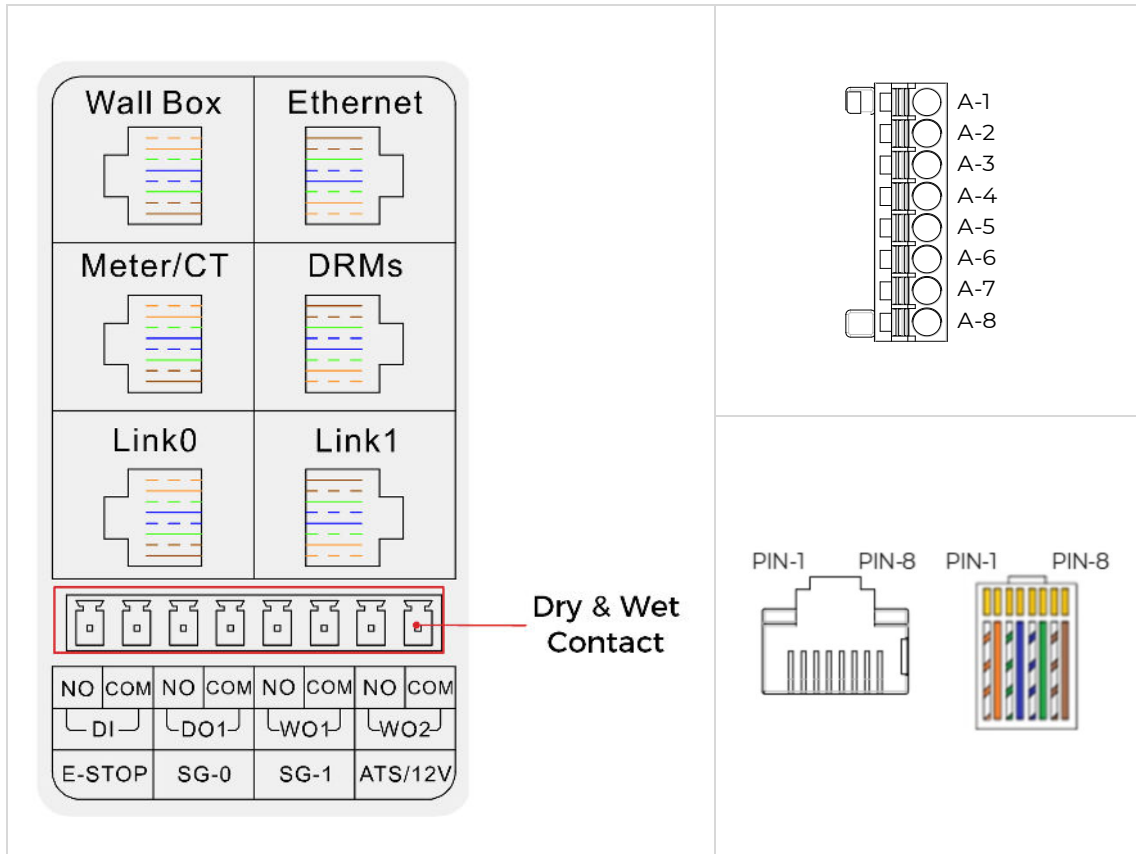 Wall Box Ethernet
Meter/CT DRMs
Link0 Link1
Dry & Wet
Contact
NO COM NO COM NO COM NO COM
DI DO1 WO1 WO2
E-STOP SG-0 SG-1 ATS/12V
A-1
A-2
A-3
A-4
A-5
A-6
A-7
A-8
PIN-1 PIN-8 PIN-1 PIN-8